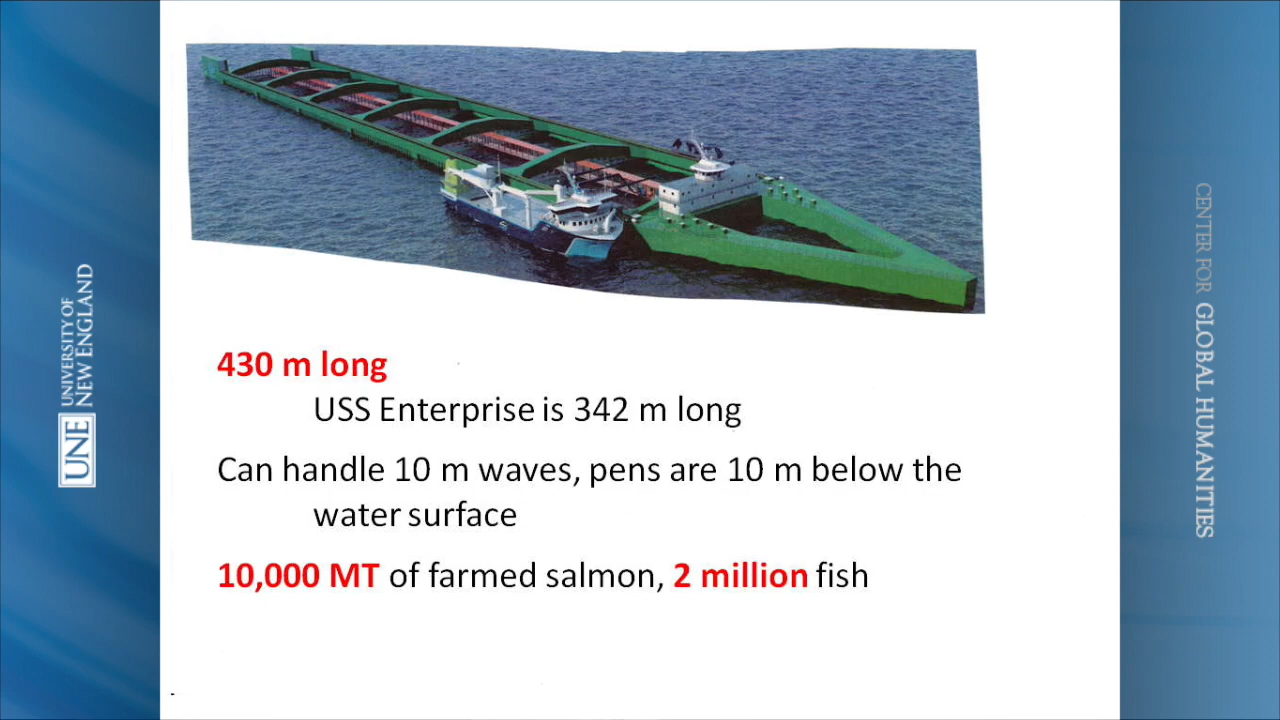 430 m long
USS Enterprise is 342 m long
Can handle 10 m waves, pens are 10 m below the
water surface
10,000 MT of farmed salmon, 2 million fish
UNE
UNIVERSITY OF
NEW ENGLAND
CENTER FOR GLOBAL HUMANITIES